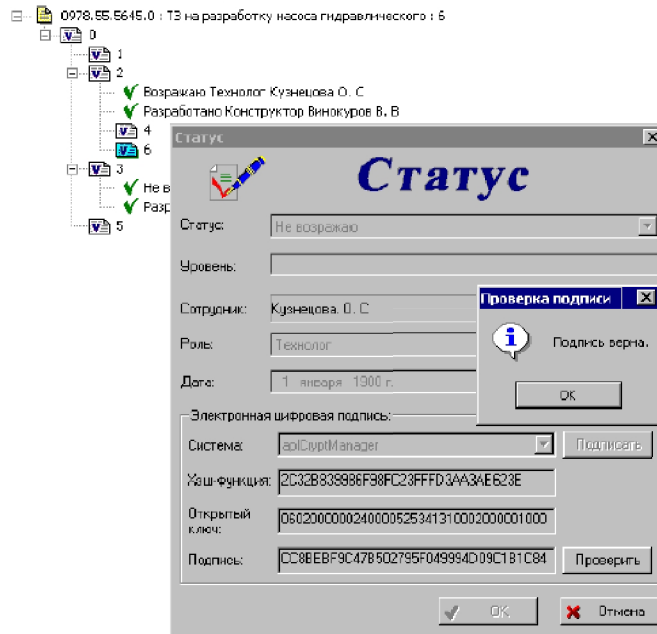 0978.55.5645.0 : ТЗ на разработку насоса гидравлического : 6
0
1
2
Возражаю Технолог Кузнецова О. С
Разработано Конструктор Винокуров В. В
4
6
3
Не в
Разр
5
Статус
Статус
Статус:
Не возражаю
Уровень:
Сотрудник:
Кузнецова. О. С
Роль:
Технолог
Дата:
1 января 1900 г.
Проверка подписи
Подпись верна.
OK
Электронная цифровая подпись:
Система:
aplCryptManager
Подписать
Хэш-функция:
2C32B839986F98FC23FFFD3AA3AE623E
Открытый
ключ:
0602000000240000525341310002000001000
Подпись:
CC8BEBF9C47B502795F049994D09C1B1C84
Проверить
OK
Отмена